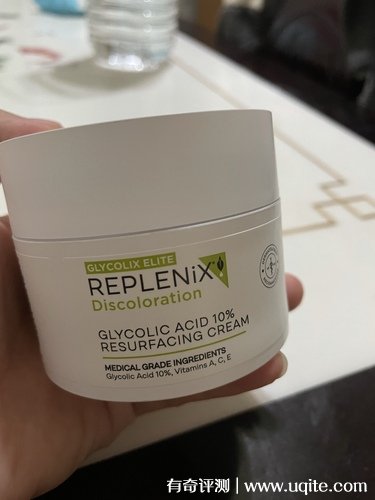 GLYCOLIX ELITE
REPLENiX
Discoloration
GLYCOLIC ACID 10%
RESURFACING CREAM
MEDICAL GRADE INGREDIENTS
Glycolic Acid 10%, Vitamins A, C, E
有奇评测 | www.uqite.com